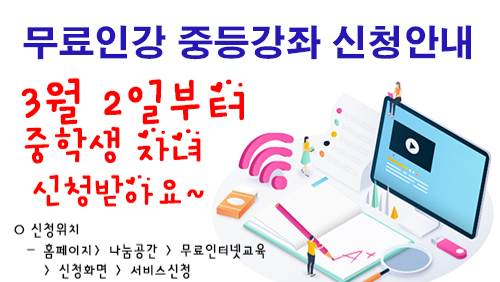 무료인강 중등강좌 신청안내
3월 2일부터
중학생 자녀
신청받아요~
○ 신청위치
- 홈페이지> 나눔공간 > 무료인터넷교육
> 신청화면 > 서비스신청
A+